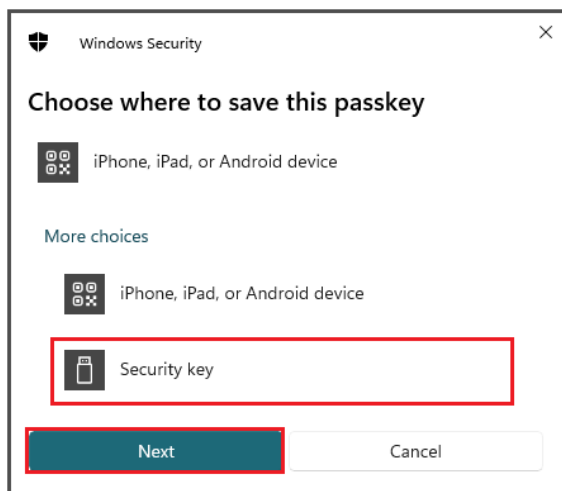 Windows Security
Choose where to save this passkey
iPhone, iPad, or Android device
More choices
iPhone, iPad, or Android device
Security key
Next Cancel